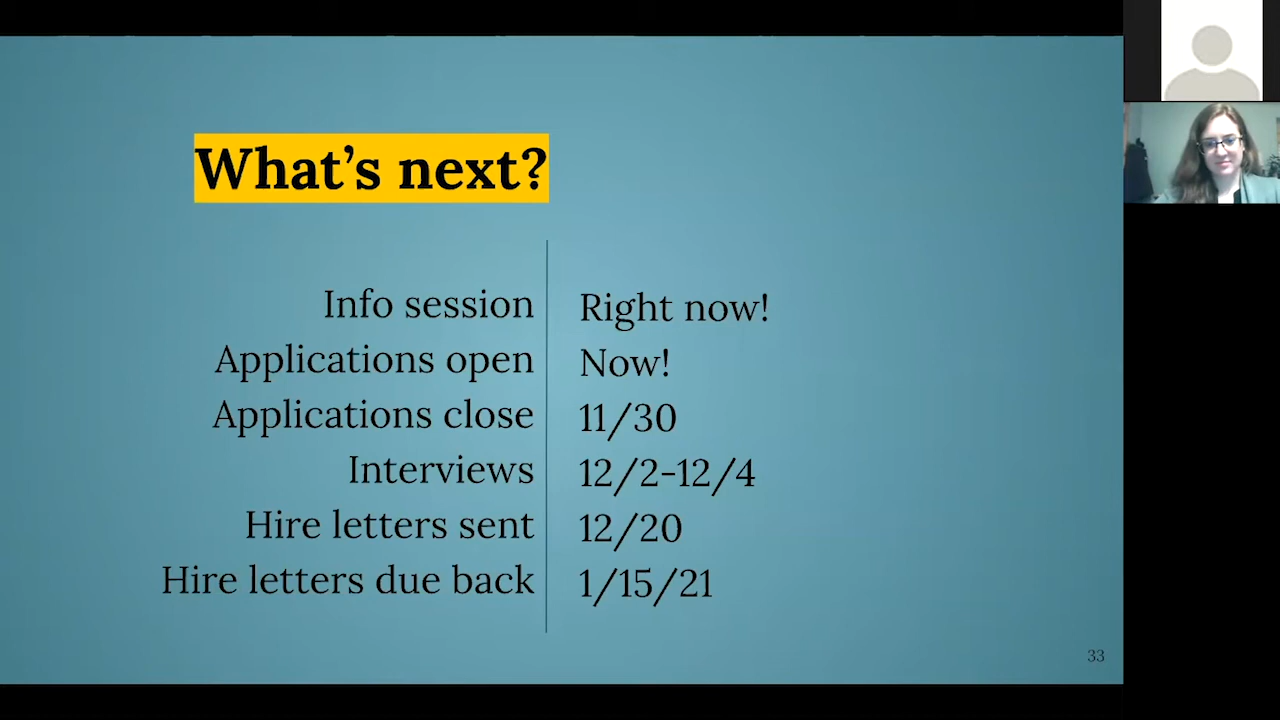 What's next?
Info session Right now!
Applications open Now!
Applications close 11/30
Interviews 12/2-12/4
Hire letters sent 12/20
Hire letters due back 1/15/21
33